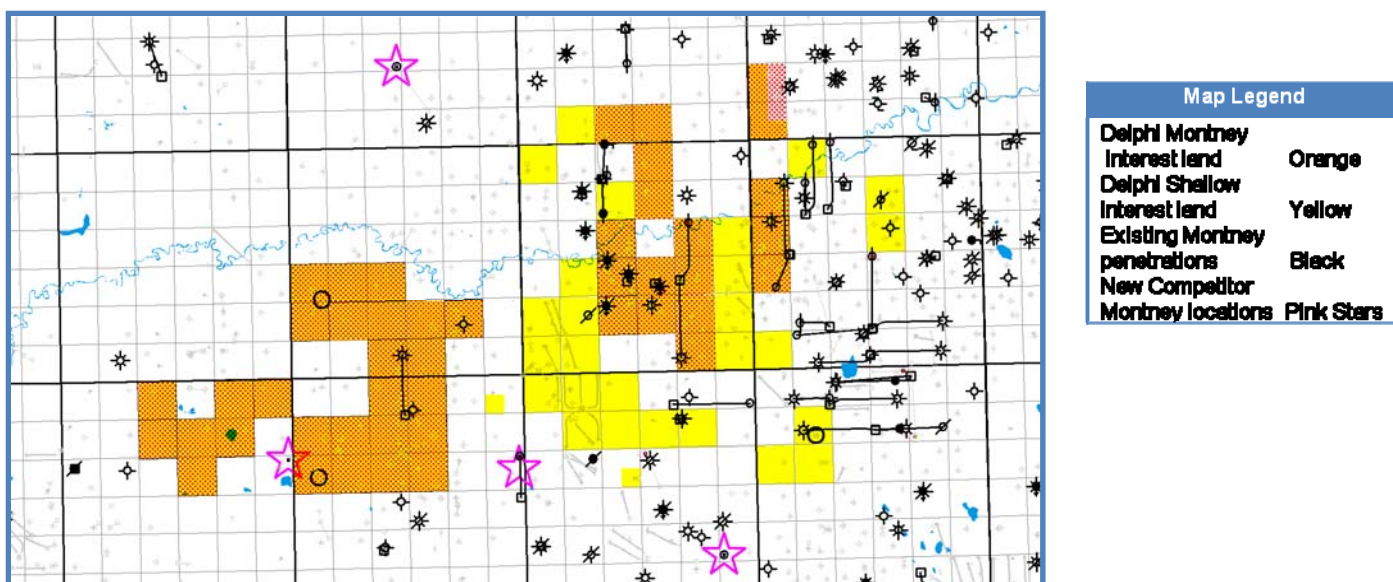 Map Legend
Delphi Montney
Interest land Orange
Delphi Shallow
Interest land Yellow
Existing Montney
penetrations Black
New Competitor
Montney locations Pink Stars